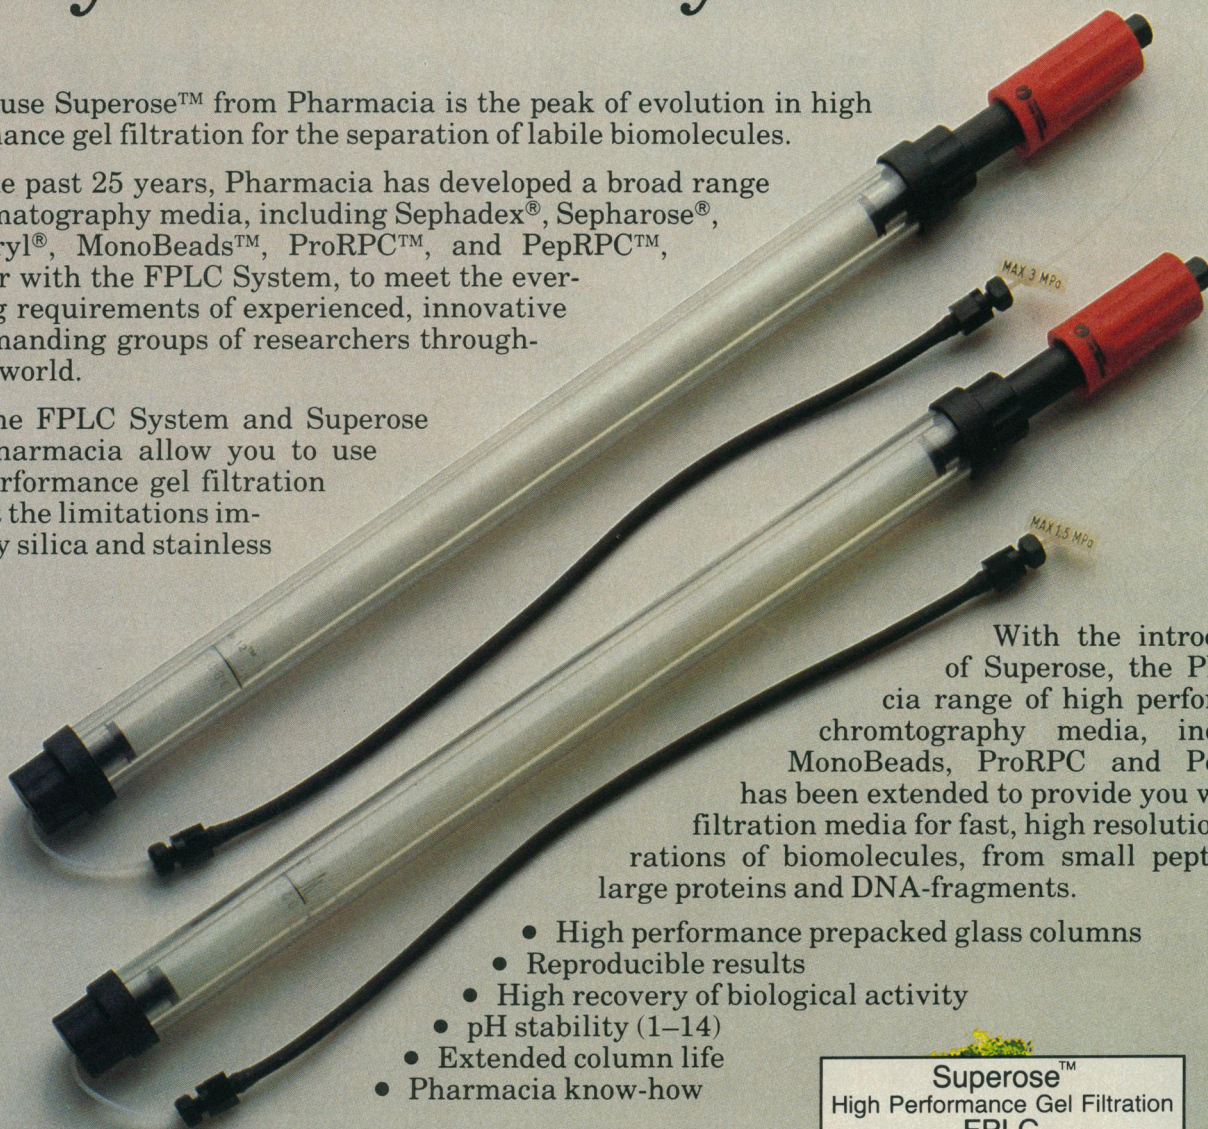 use Superose™ from Pharmacia is the peak of evolution in high
ance gel filtration for the separation of labile biomolecules.
e past 25 years, Pharmacia has developed a broad range
matography media, including Sephadex®, Sepharose®,
ryl®, MonoBeads™, ProRPC™, and PepRPC™,
r with the FPLC System, to meet the ever-
g requirements of experienced, innovative
manding groups of researchers through-
world.
he FPLC System and Superose
harmacia allow you to use
rformance gel filtration
the limitations im-
y silica and stainless
MAX 3 MPa
MAX 1,5 MPa
With the introd
of Superose, the P
cia range of high perfor
chromtography media, in
MonoBeads, ProRPC and P
has been extended to provide you
filtration media for fast, high resolutio
rations of biomolecules, from small pept
large proteins and DNA-fragments.
• High performance prepacked glass columns
• Reproducible results
• High recovery of biological activity
• pH stability (1–14)
• Extended column life
• Pharmacia know-how
Superose™
High Performance Gel Filtration
FPLC